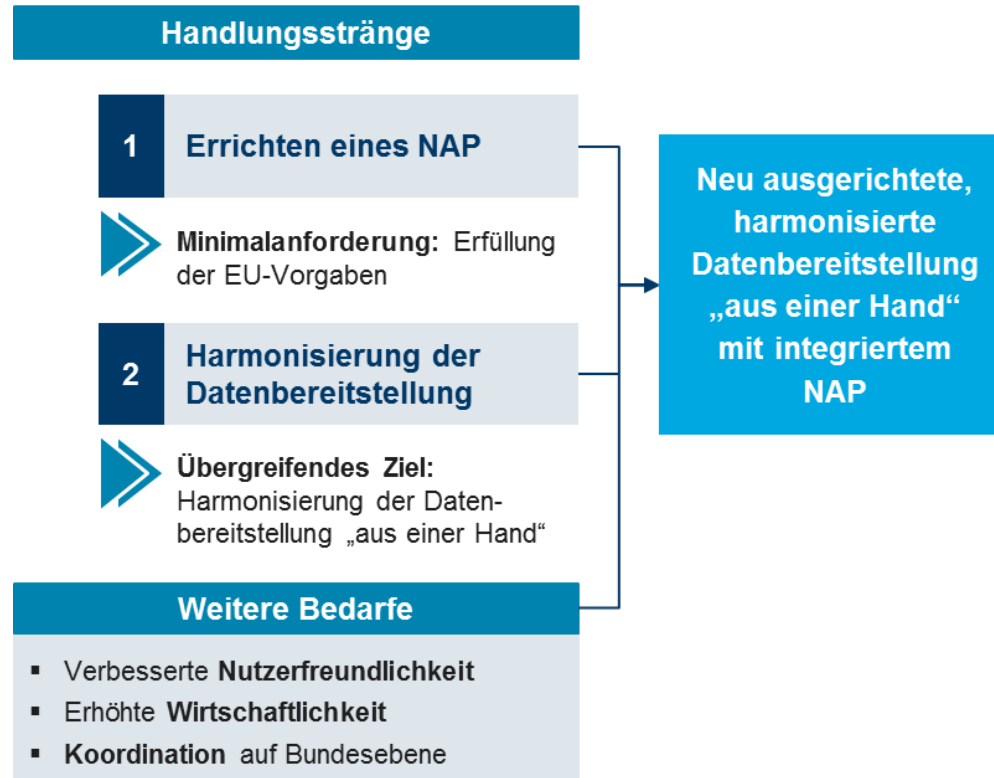 Handlungsstränge
1
Errichten eines NAP
Minimalanforderung: Erfüllung
der EU-Vorgaben
2
Harmonisierung der
Datenbereitstellung
Übergreifendes Ziel:
Harmonisierung der Daten-
bereitstellung „aus einer Hand“
Weitere Bedarfe
▪ Verbesserte Nutzerfreundlichkeit
▪ Erhöhte Wirtschaftlichkeit
▪ Koordination auf Bundesebene
Neu ausgerichtete,
harmonisierte
Datenbereitstellung
„aus einer Hand“
mit integriertem
NAP